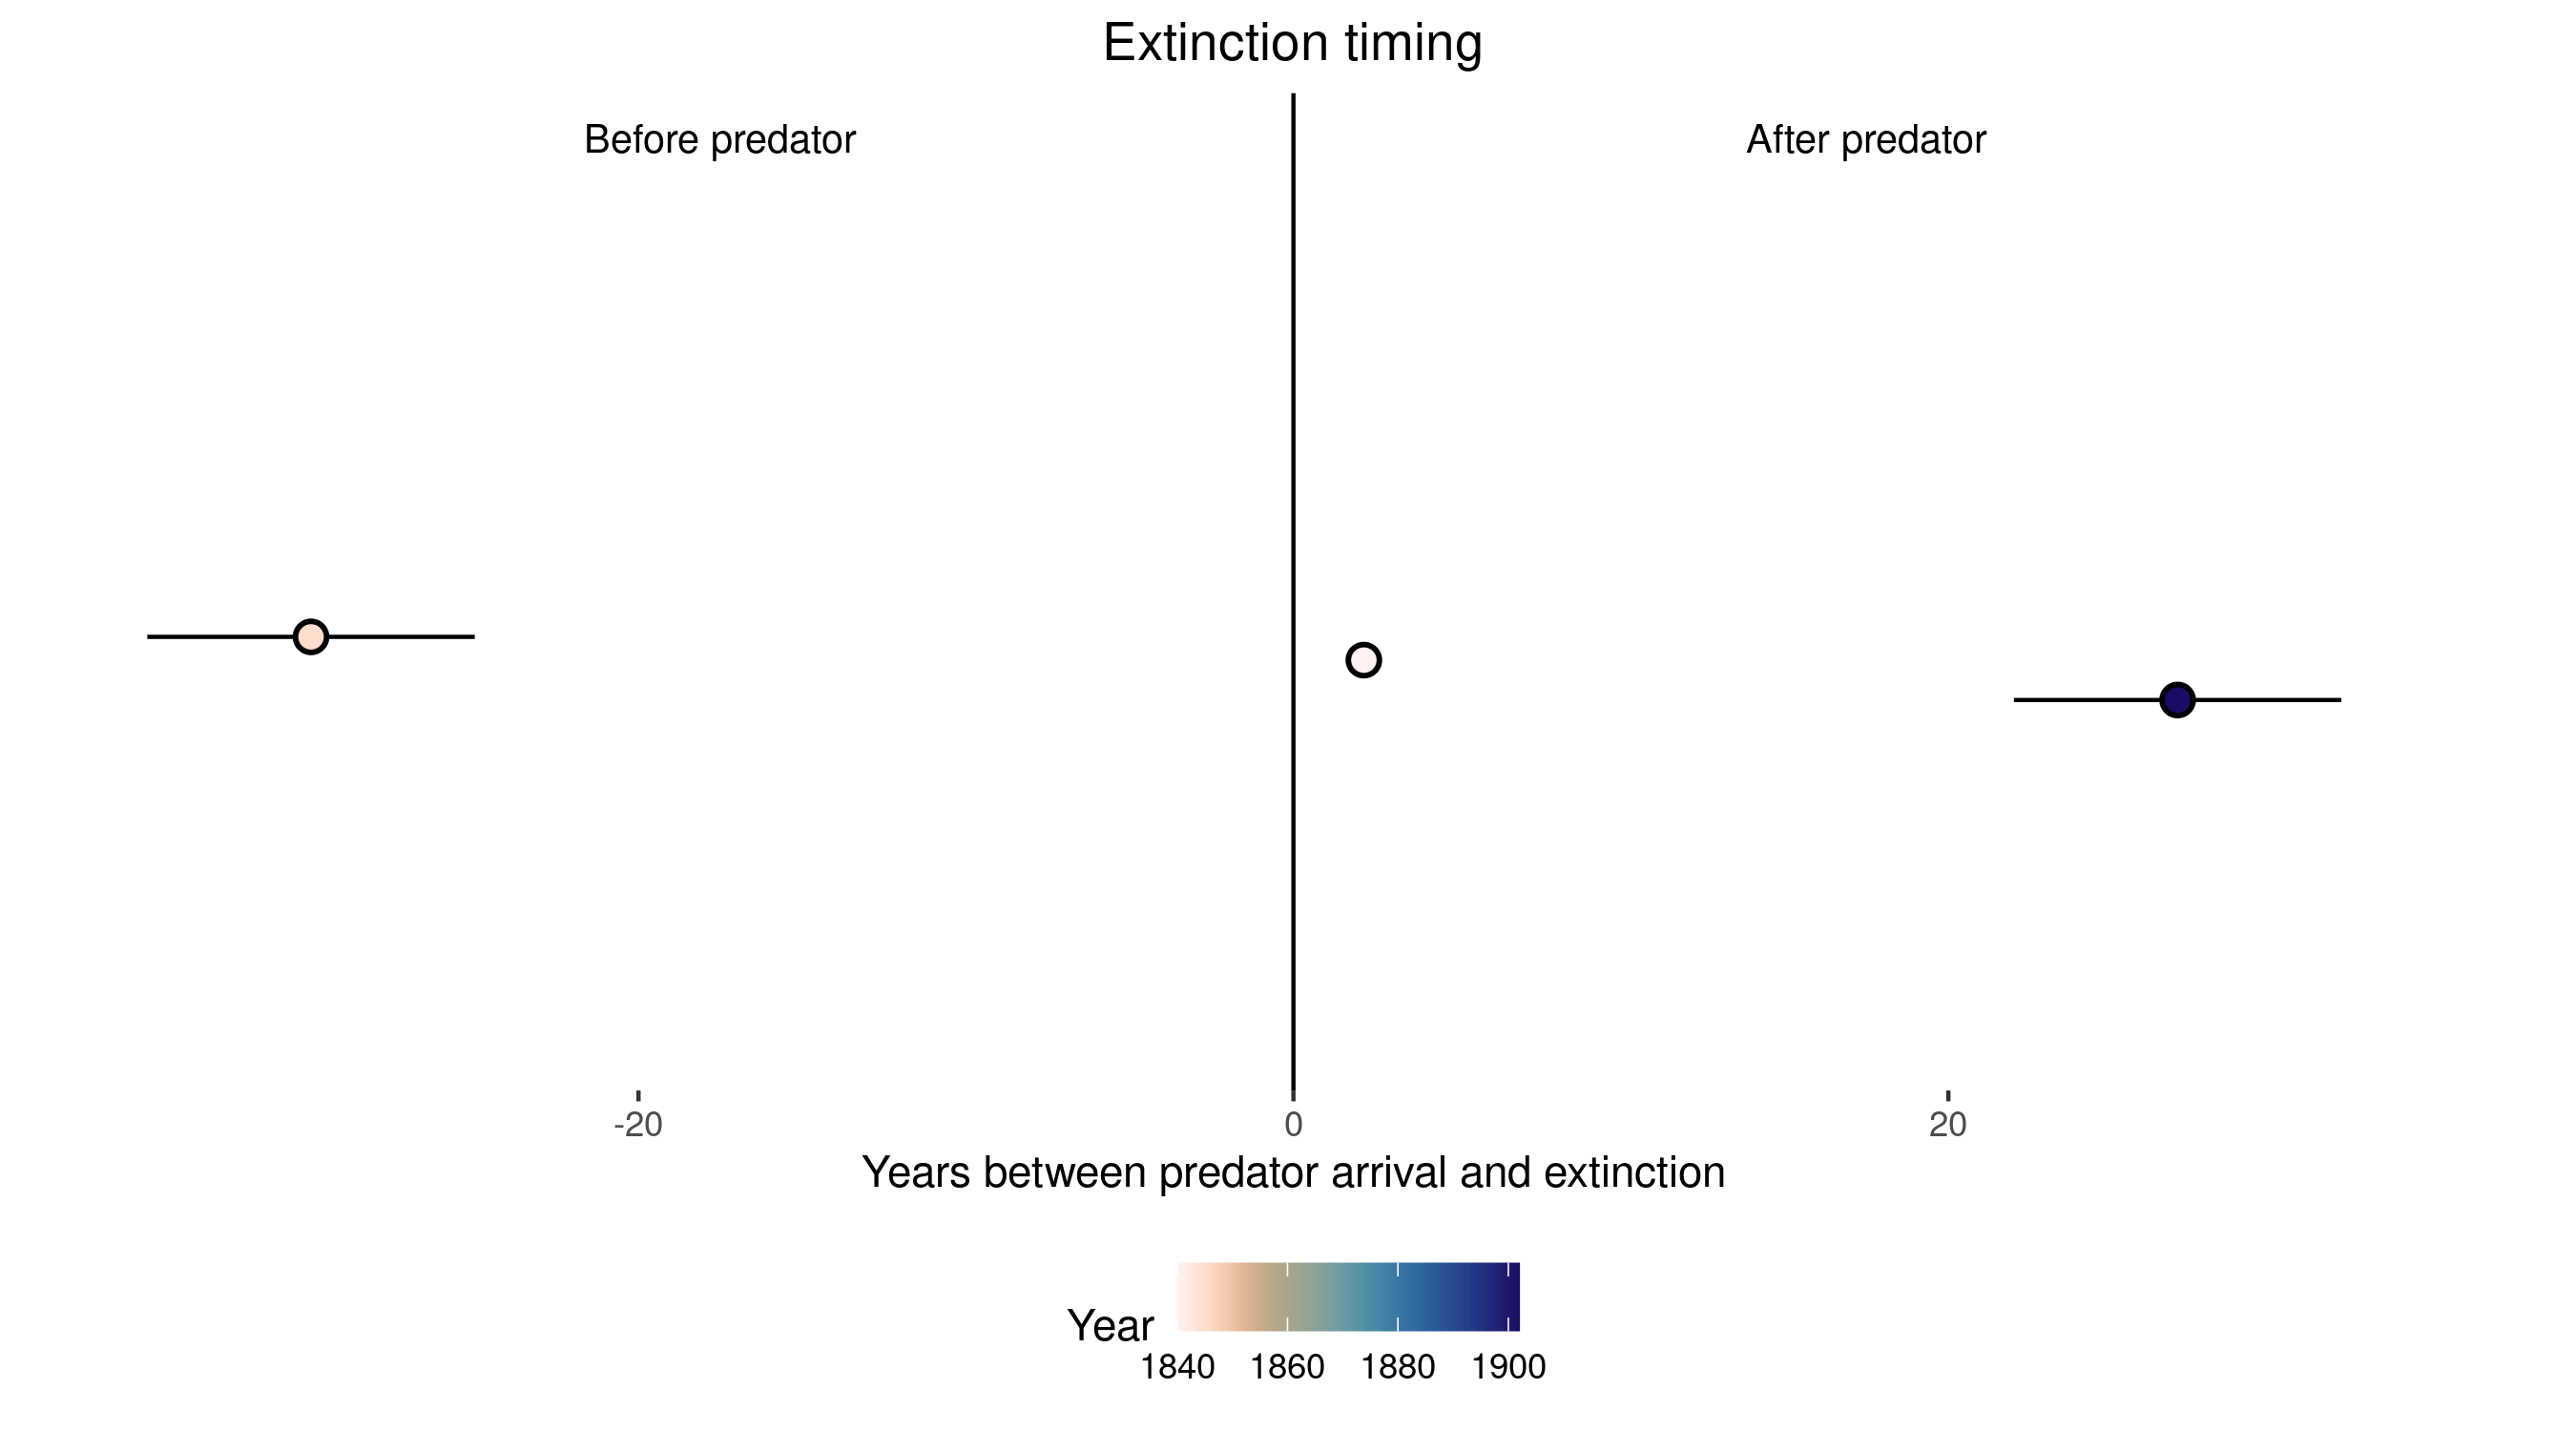 Extinction timing
Before predator
After predator
-20
0
20
Years between predator arrival and extinction
Year
1840 1860 1880 1900